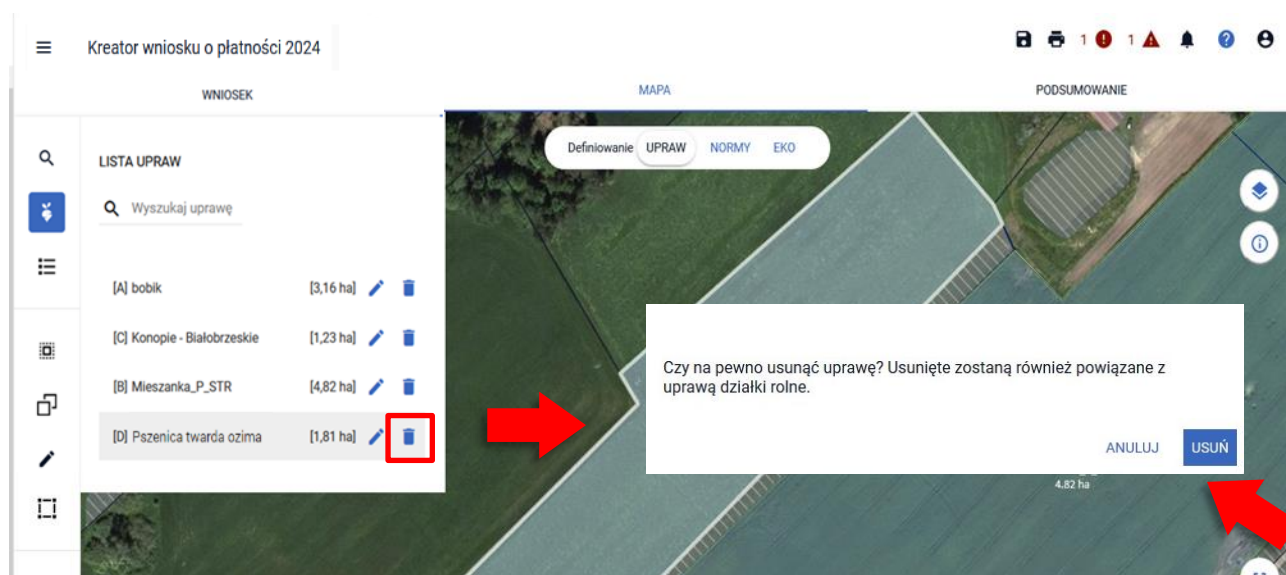 Kreator wniosku o płatności 2024
1
1
WNIOSEK
MAPA
PODSUMOWANIE
LISTA UPRAW
Definiowanie UPRAW NORMY EKO
Wyszukaj uprawę
[A] bobik [3,16 ha]
[C] Konopie - Białobrzeskie [1,23 ha]
[B] Mieszanka_P_STR [4,82 ha]
[D] Pszenica twarda ozima [1,81 ha]
Czy na pewno usunąć uprawę? Usunięte zostaną również powiązane z
uprawą działki rolne.
ANULUJ USUŃ
4.82 ha